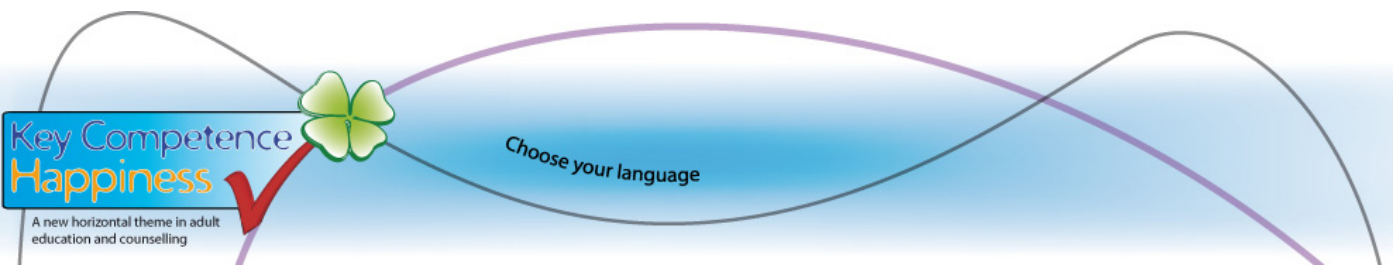 Key Competence
Happiness
A new horizontal theme in adult
education and counselling
Choose your language